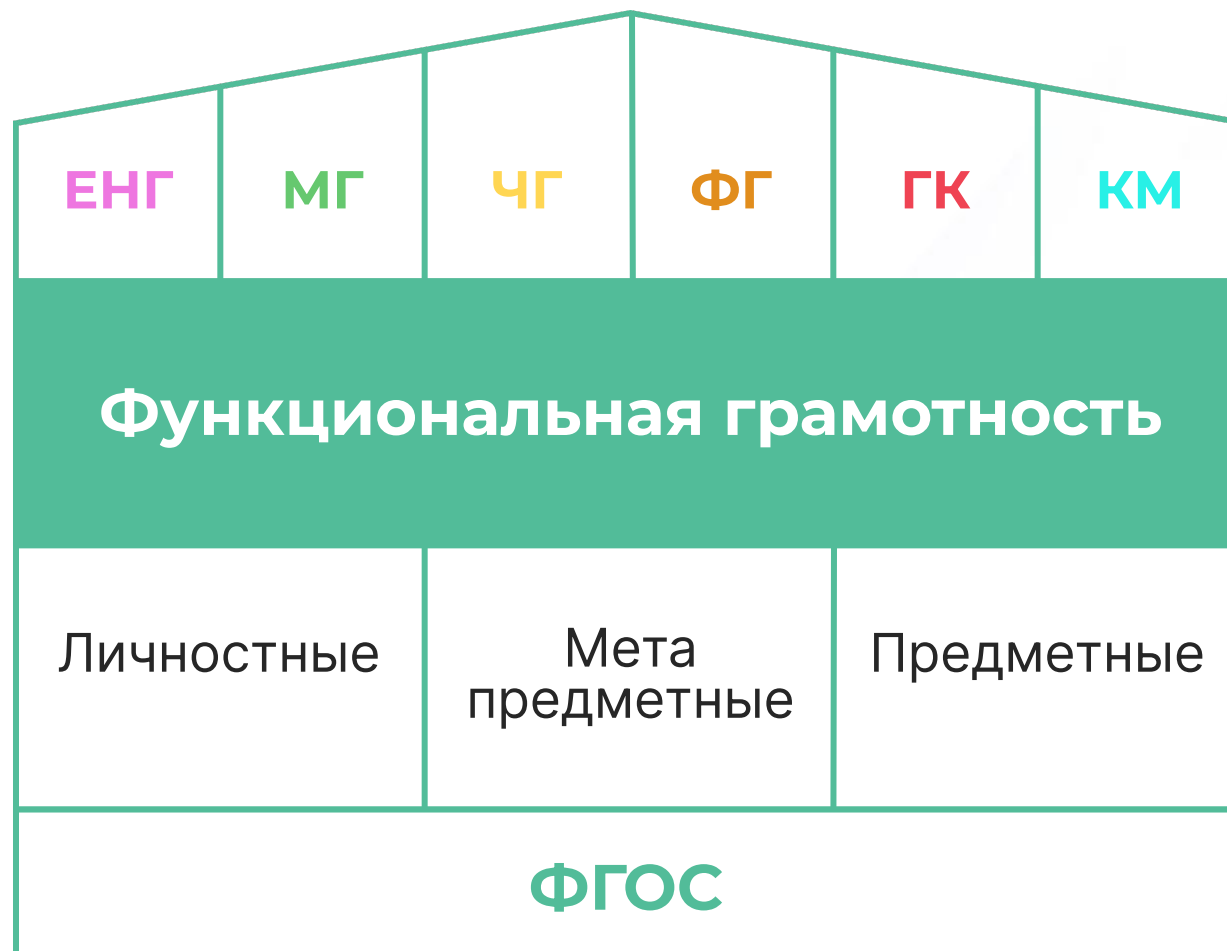 ЕНГ
МГ
ЧГ
ФГ
ГК
КМ
Функциональная грамотность
Личностные
Мета
предметные
Предметные
ФГОС